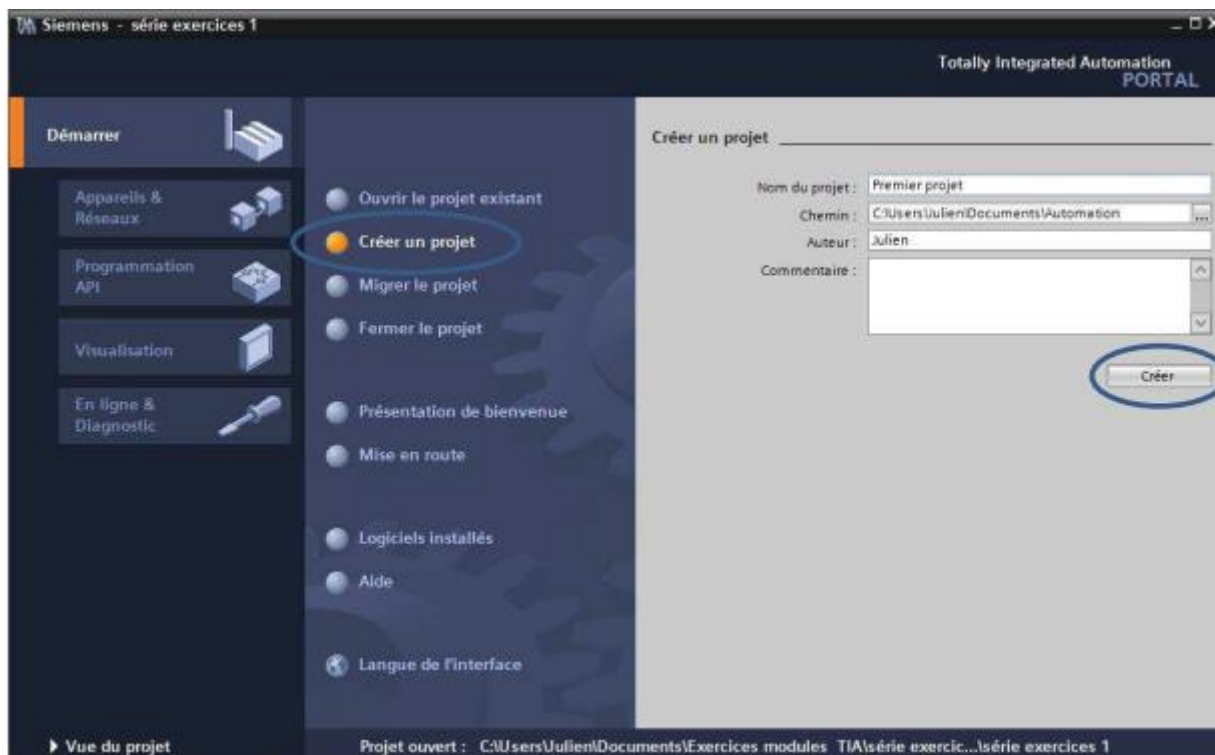 Siemens - série exercices 1
Totally Integrated Automation
PORTAL
Démarrer
Appareils &
Réseaux
Programmation
API
Visualisation
En ligne &
Diagnostic
Vue du projet
Ouvrir le projet existant
Créer un projet
Migrer le projet
Fermer le projet
Présentation de bienvenue
Mise en route
Logiciels installés
Aide
Langue de l'interface
Créer un projet
Nom du projet : Premier projet
Chemin : C:\Users\Julien\Documents\Automation ...
Auteur : Julien
Commentaire :
Créer
Projet ouvert : C:\Users\Julien\Documents\Exercices modules TIA\série exercic...\série exercices 1